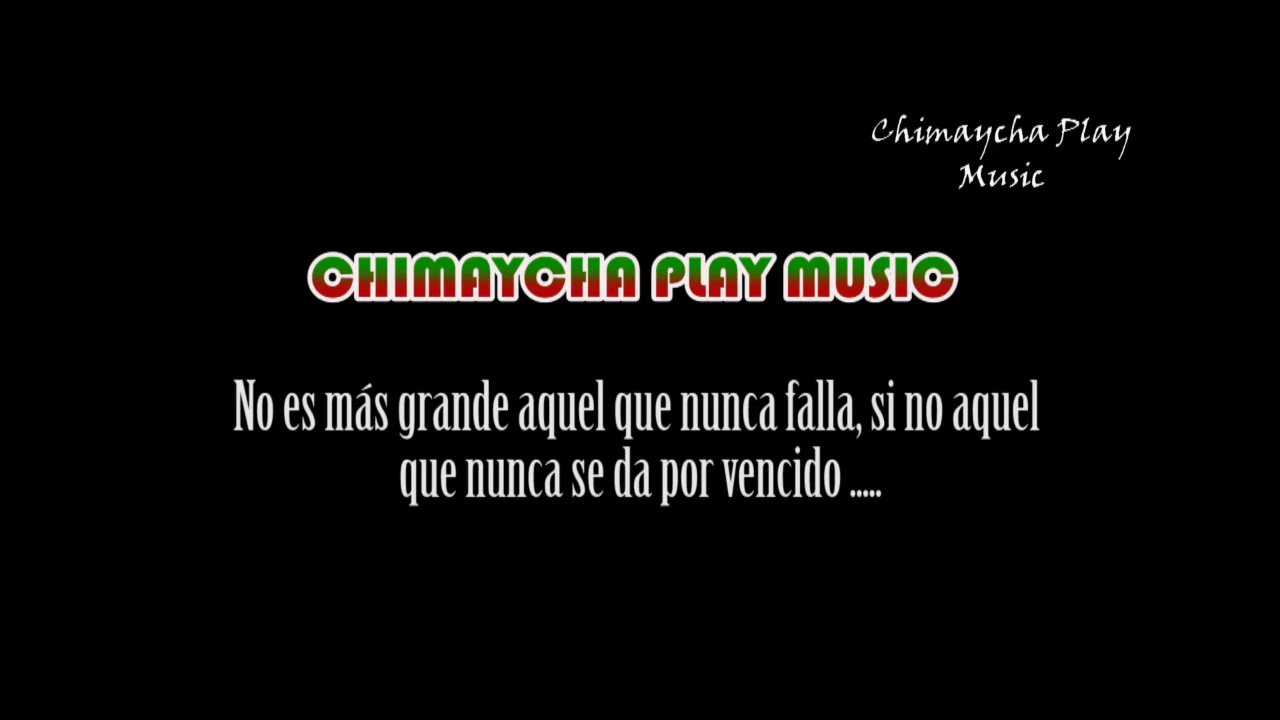 Chimaycha Play
Music
CHIMAYCHA PLAY MUSIC
No es más grande aquel que nunca falla, si no aquel
que nunca se da por vencido .....